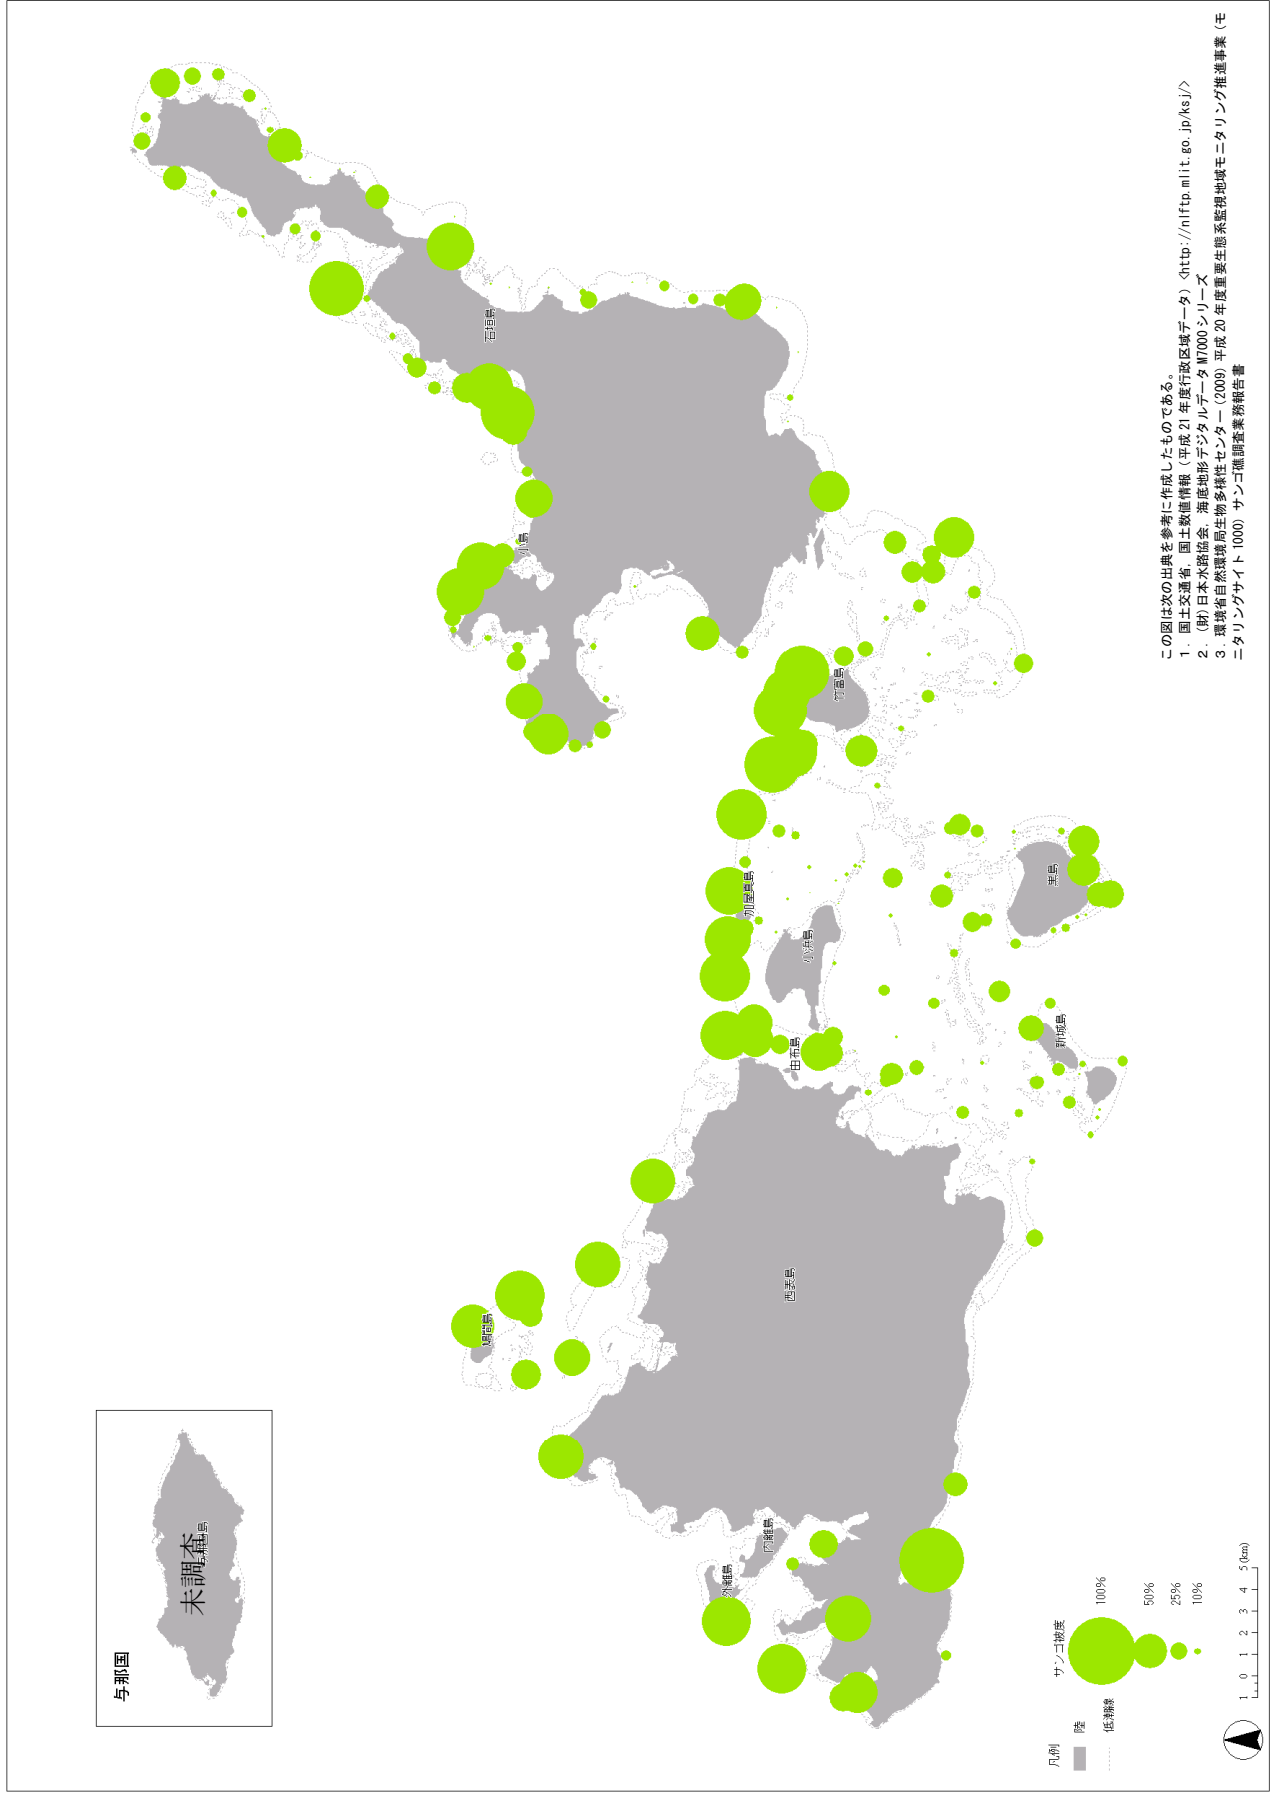 与那国
未調査
石垣島
小島
竹富島
加屋真島
小浜島
黒島
由布島
新城島
鳩間島
西表島
内離島
外離島
この図は次の出典を参考に作成したものである。
1．国土交通省，国土数値情報（平成21年度行政区域データ）<http://nlftp.mlit.go.jp/ksj/>
2．(財)日本水路協会，海底地形デジタルデータM7000シリーズ
3．環境省自然環境局生物多様性センター(2009) 平成20年度重要生態系監視地域モニタリング推進事業（モ
ニタリングサイト1000）サンゴ礁調査業務報告書
凡例
陸
低潮線
サンゴ被度
100%
50%
25%
10%
1 0 1 2 3 4 5(km)